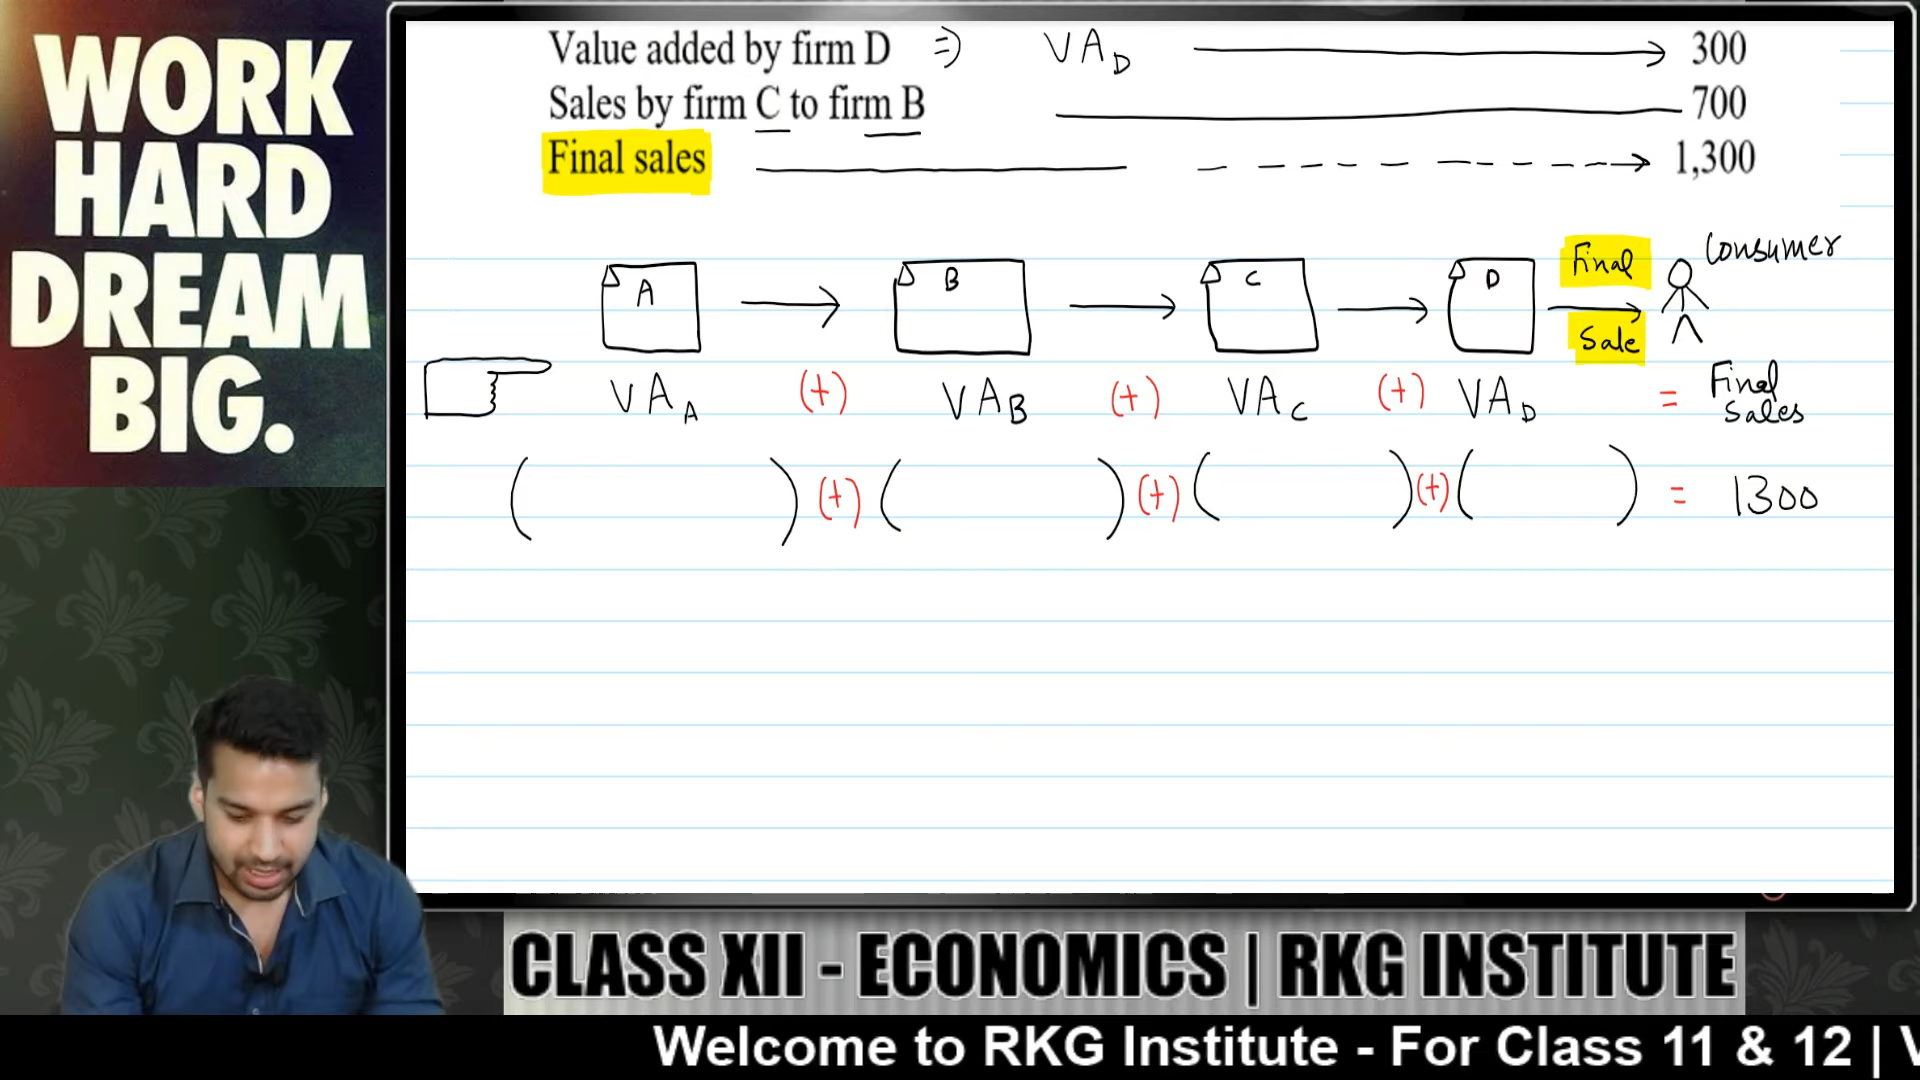 WORK
HARD
DREAM
BIG.
Value added by firm D ⇒ VA_D → 300
Sales by firm C to firm B 700
Final sales → 1,300
A → B → C → D → Final Sale Consumer
VA_A (+) VA_B (+) VA_C (+) VA_D = Final Sales
( ) (+) ( ) (+) ( ) (+) ( ) = 1300
CLASS XII - ECONOMICS | RKG INSTITUTE
Welcome to RKG Institute - For Class 11 & 12 | V